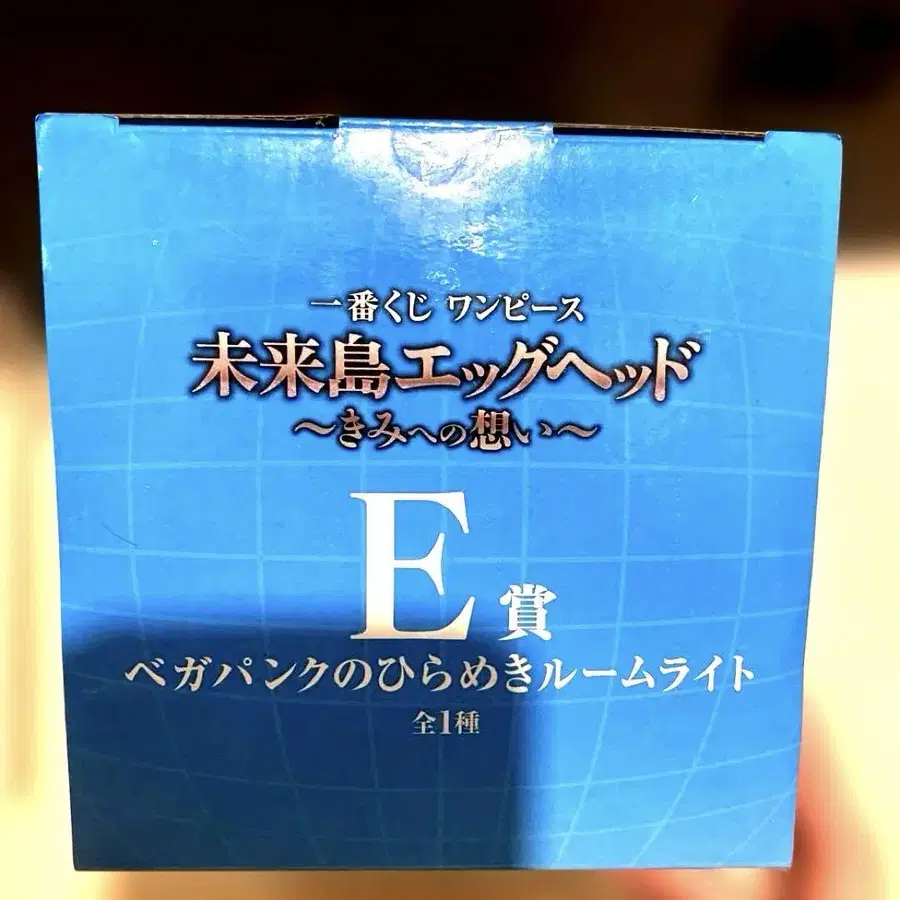 一番くじ ワンピース
未来島エッグヘッド
～きみへの想い～
E賞
ベガパンクのひらめきルームライト
全1種